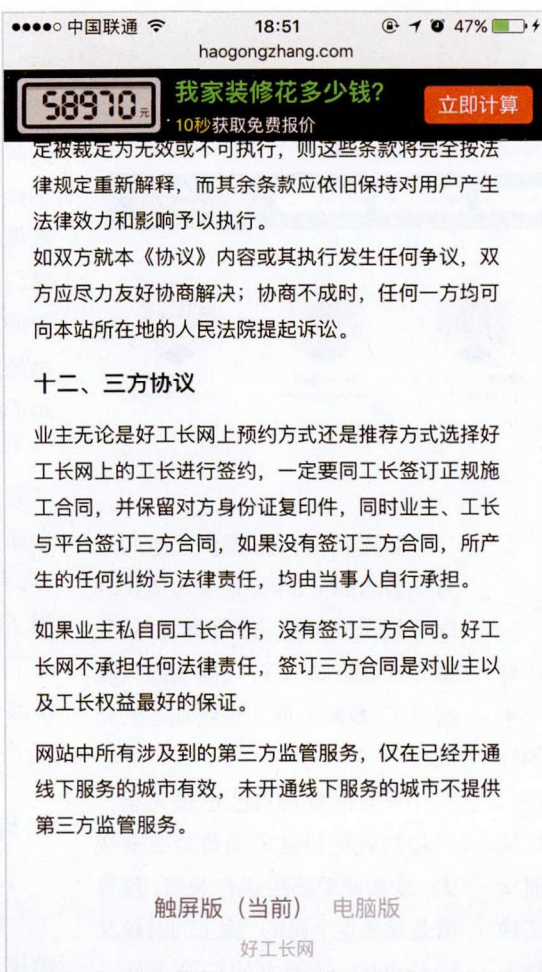 中国联通 18:51 47%
haogongzhang.com
58970元 我家装修花多少钱? 立即计算
10秒获取免费报价
定被裁定为无效或不可执行，则这些条款将完全按法
律规定重新解释，而其余条款应依旧保持对用户产生
法律效力和影响予以执行。
如双方就本《协议》内容或其执行发生任何争议，双
方应尽力友好协商解决；协商不成时，任何一方均可
向本站所在地的人民法院提起诉讼。
十二、三方协议
业主无论是好工长网上预约方式还是推荐方式选择好
工长网上的工长进行签约，一定要同工长签订正规施
工合同，并保留对方身份证复印件，同时业主、工长
与平台签订三方合同，如果没有签订三方合同，所产
生的任何纠纷与法律责任，均由当事人自行承担。
如果业主私自同工长合作，没有签订三方合同。好工
长网不承担任何法律责任，签订三方合同是对业主以
及工长权益最好的保证。
网站中所有涉及到的第三方监管服务，仅在已经开通
线下服务的城市有效，未开通线下服务的城市不提供
第三方监管服务。
触屏版（当前） 电脑版
好工长网